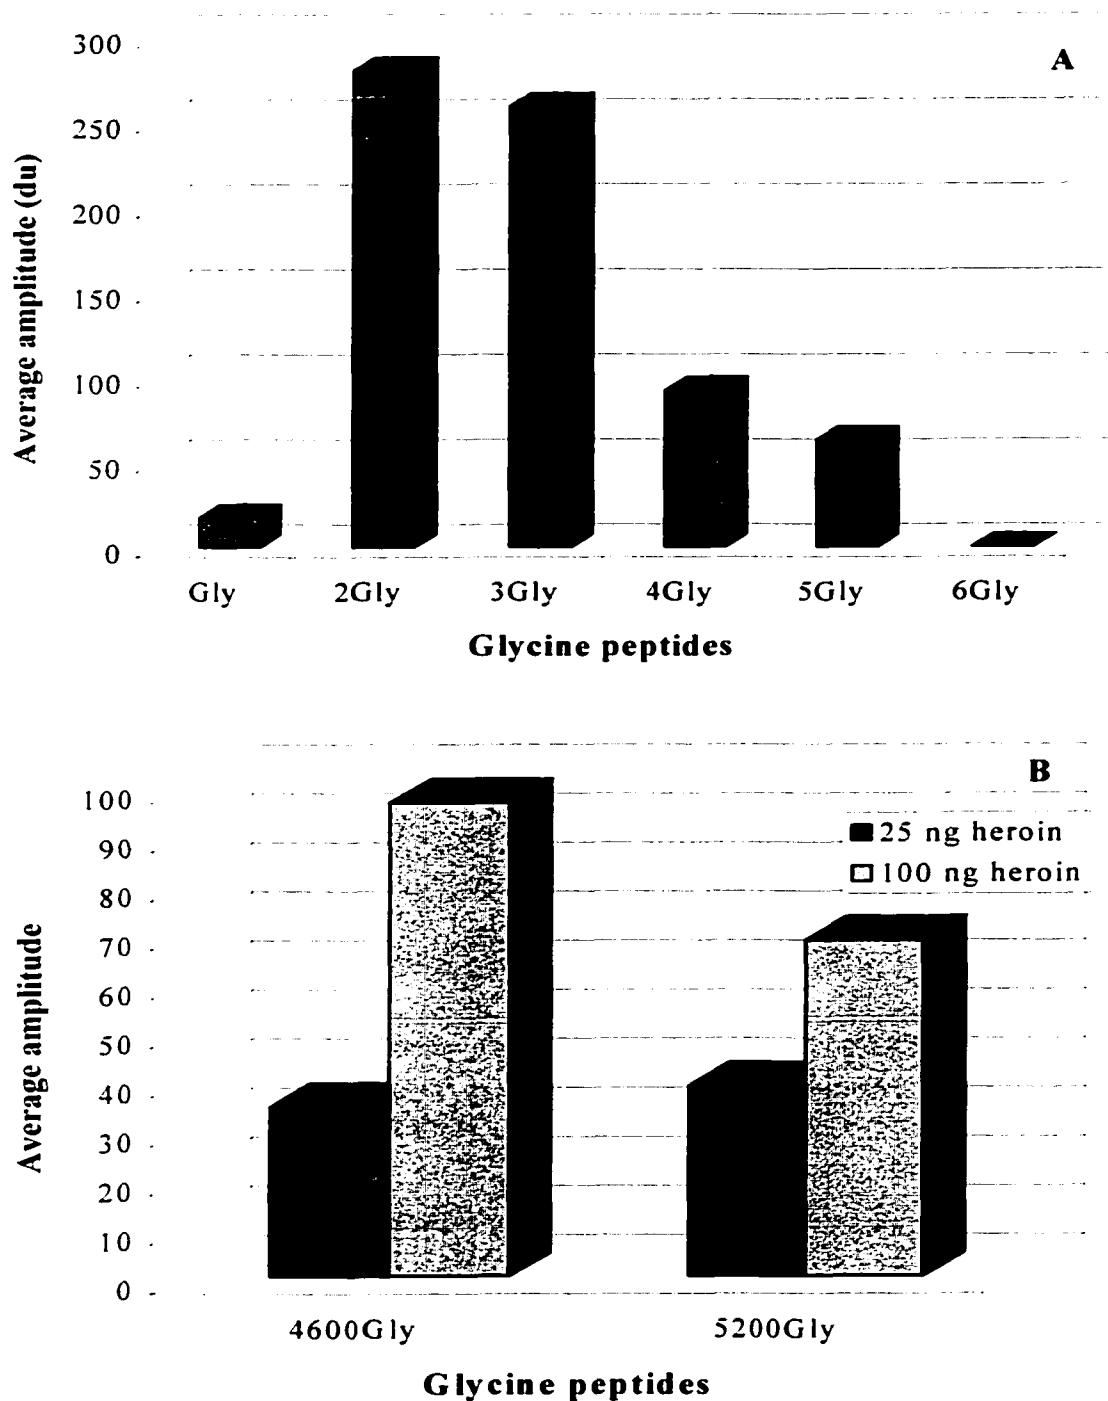 A
300
250
200
150
100
50
0
Average amplitude (du)
Gly 2Gly 3Gly 4Gly 5Gly 6Gly
Glycine peptides
B
25 ng heroin
100 ng heroin
100
90
80
70
60
50
40
30
20
10
0
Average amplitude
4600Gly 5200Gly
Glycine peptides